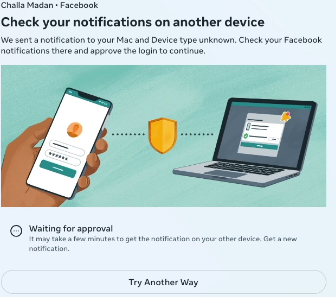 Challa Madan • Facebook
Check your notifications on another device
We sent a notification to your Mac and Device type unknown. Check your Facebook
notifications there and approve the login to continue.
Waiting for approval
It may take a few minutes to get the notification on your other device. Get a new
notification.
Try Another Way